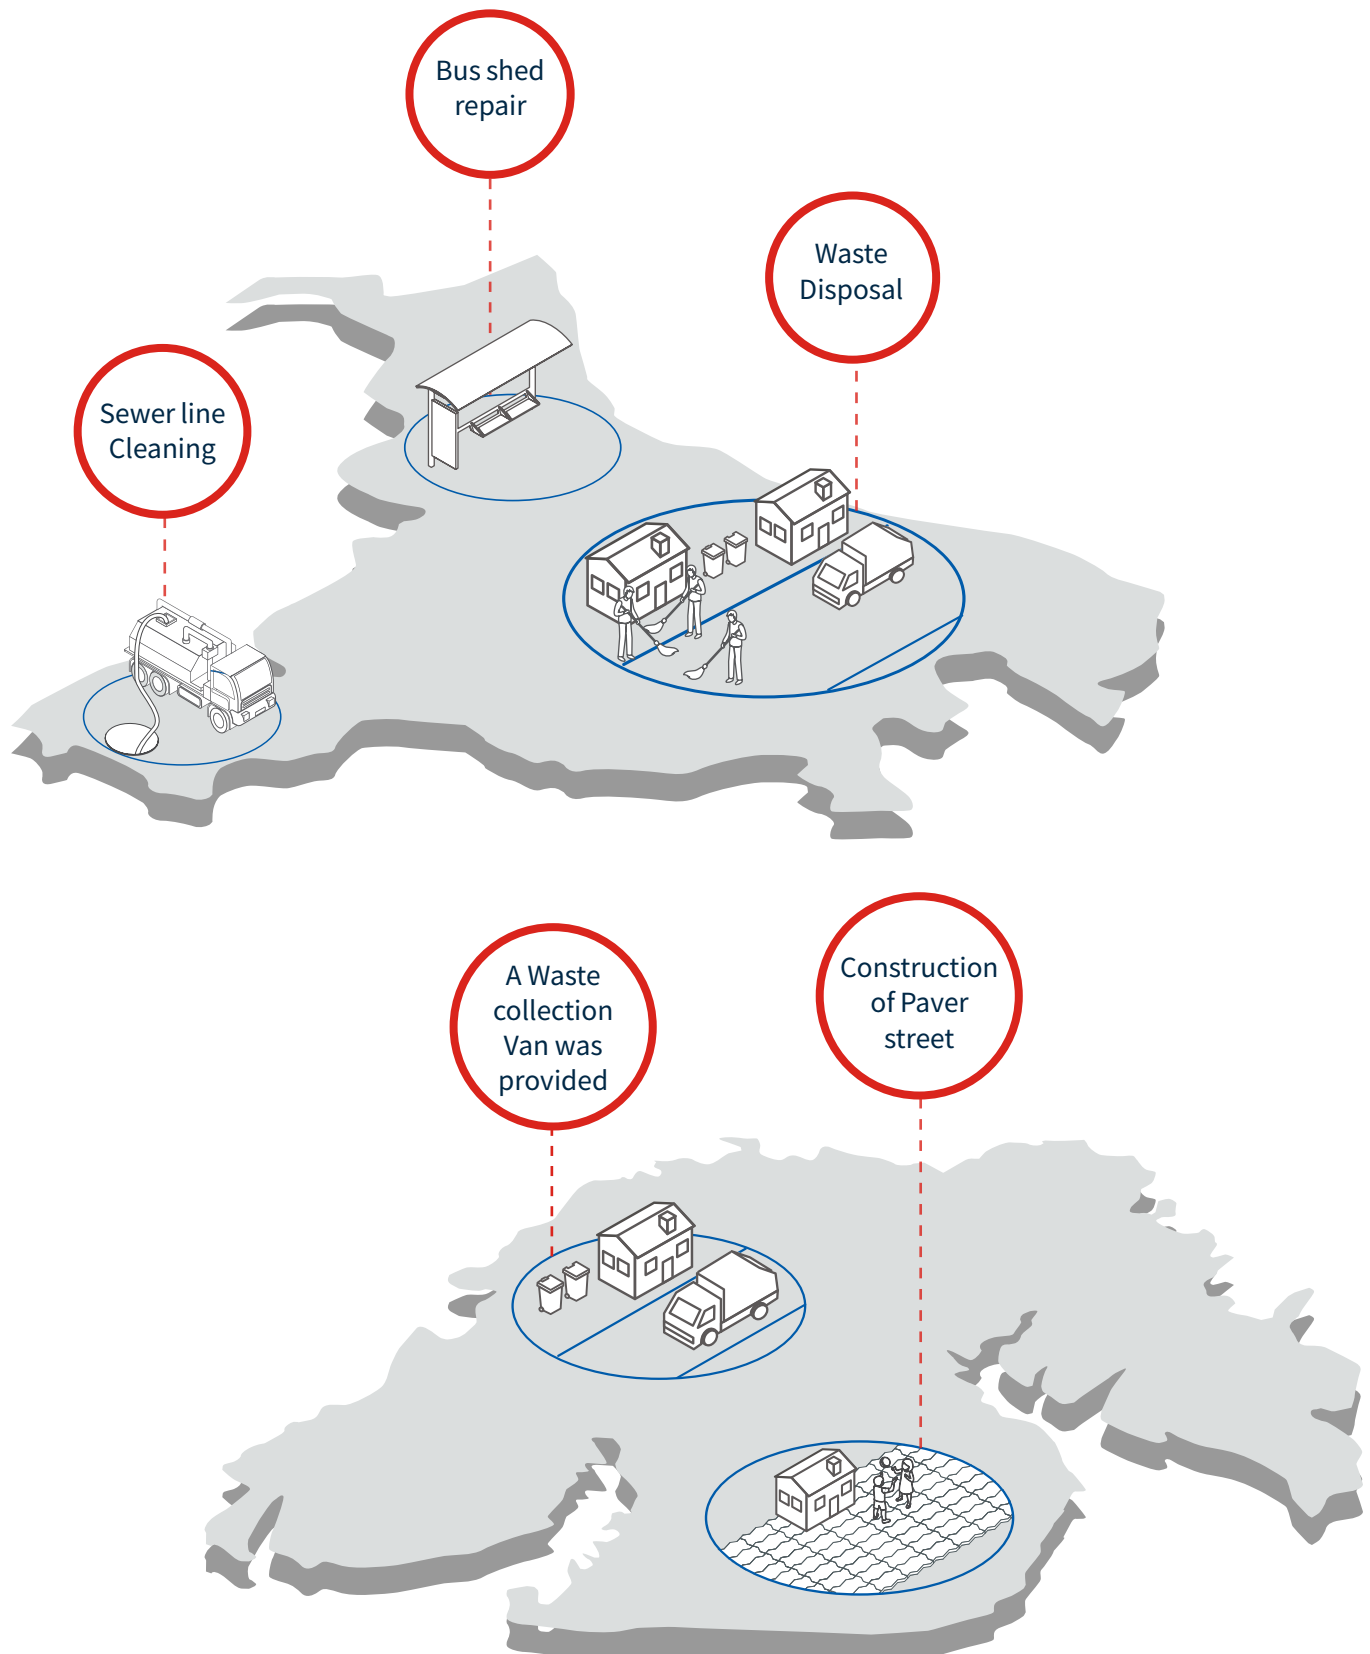 Bus shed
repair
Waste
Disposal
Sewer line
Cleaning
A Waste
collection
Van was
provided
Construction
of Paver
street